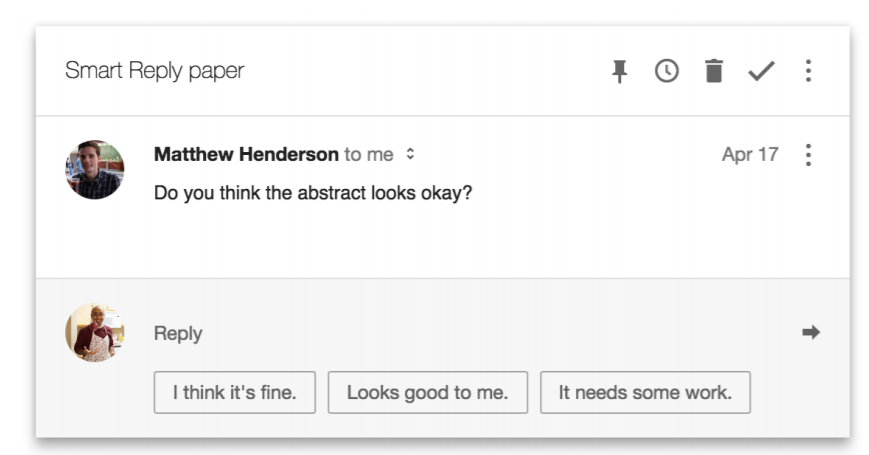 Smart Reply paper
Matthew Henderson to me
Apr 17
Do you think the abstract looks okay?
Reply
I think it's fine.
Looks good to me.
It needs some work.